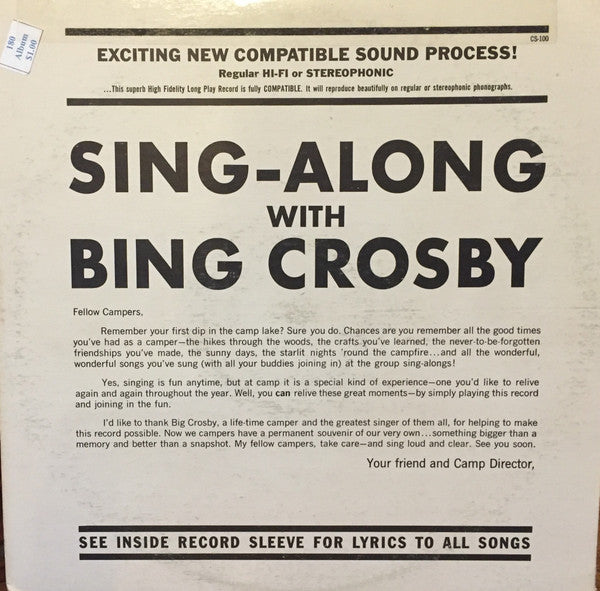 180
Album
$1.00
CS-100
EXCITING NEW COMPATIBLE SOUND PROCESS!
Regular HI-FI or STEREOPHONIC
...This superb High Fidelity Long Play Record is fully COMPATIBLE. It will reproduce beautifully on regular or stereophonic phonographs.
SING-ALONG
WITH
BING CROSBY
Fellow Campers,
Remember your first dip in the camp lake? Sure you do. Chances are you remember all the good times
you've had as a camper—the hikes through the woods, the crafts you've learned, the never-to-be-forgotten
friendships you've made, the sunny days, the starlit nights 'round the campfire...and all the wonderful,
wonderful songs you've sung (with all your buddies joining in) at the group sing-alongs!
Yes, singing is fun anytime, but at camp it is a special kind of experience—one you'd like to relive
again and again throughout the year. Well, you can relive these great moments—by simply playing this record
and joining in the fun.
I'd like to thank Big Crosby, a life-time camper and the greatest singer of them all, for helping to make
this record possible. Now we campers have a permanent souvenir of our very own...something bigger than a
memory and better than a snapshot. My fellow campers, take care—and sing loud and clear. See you soon.
Your friend and Camp Director,
SEE INSIDE RECORD SLEEVE FOR LYRICS TO ALL SONGS